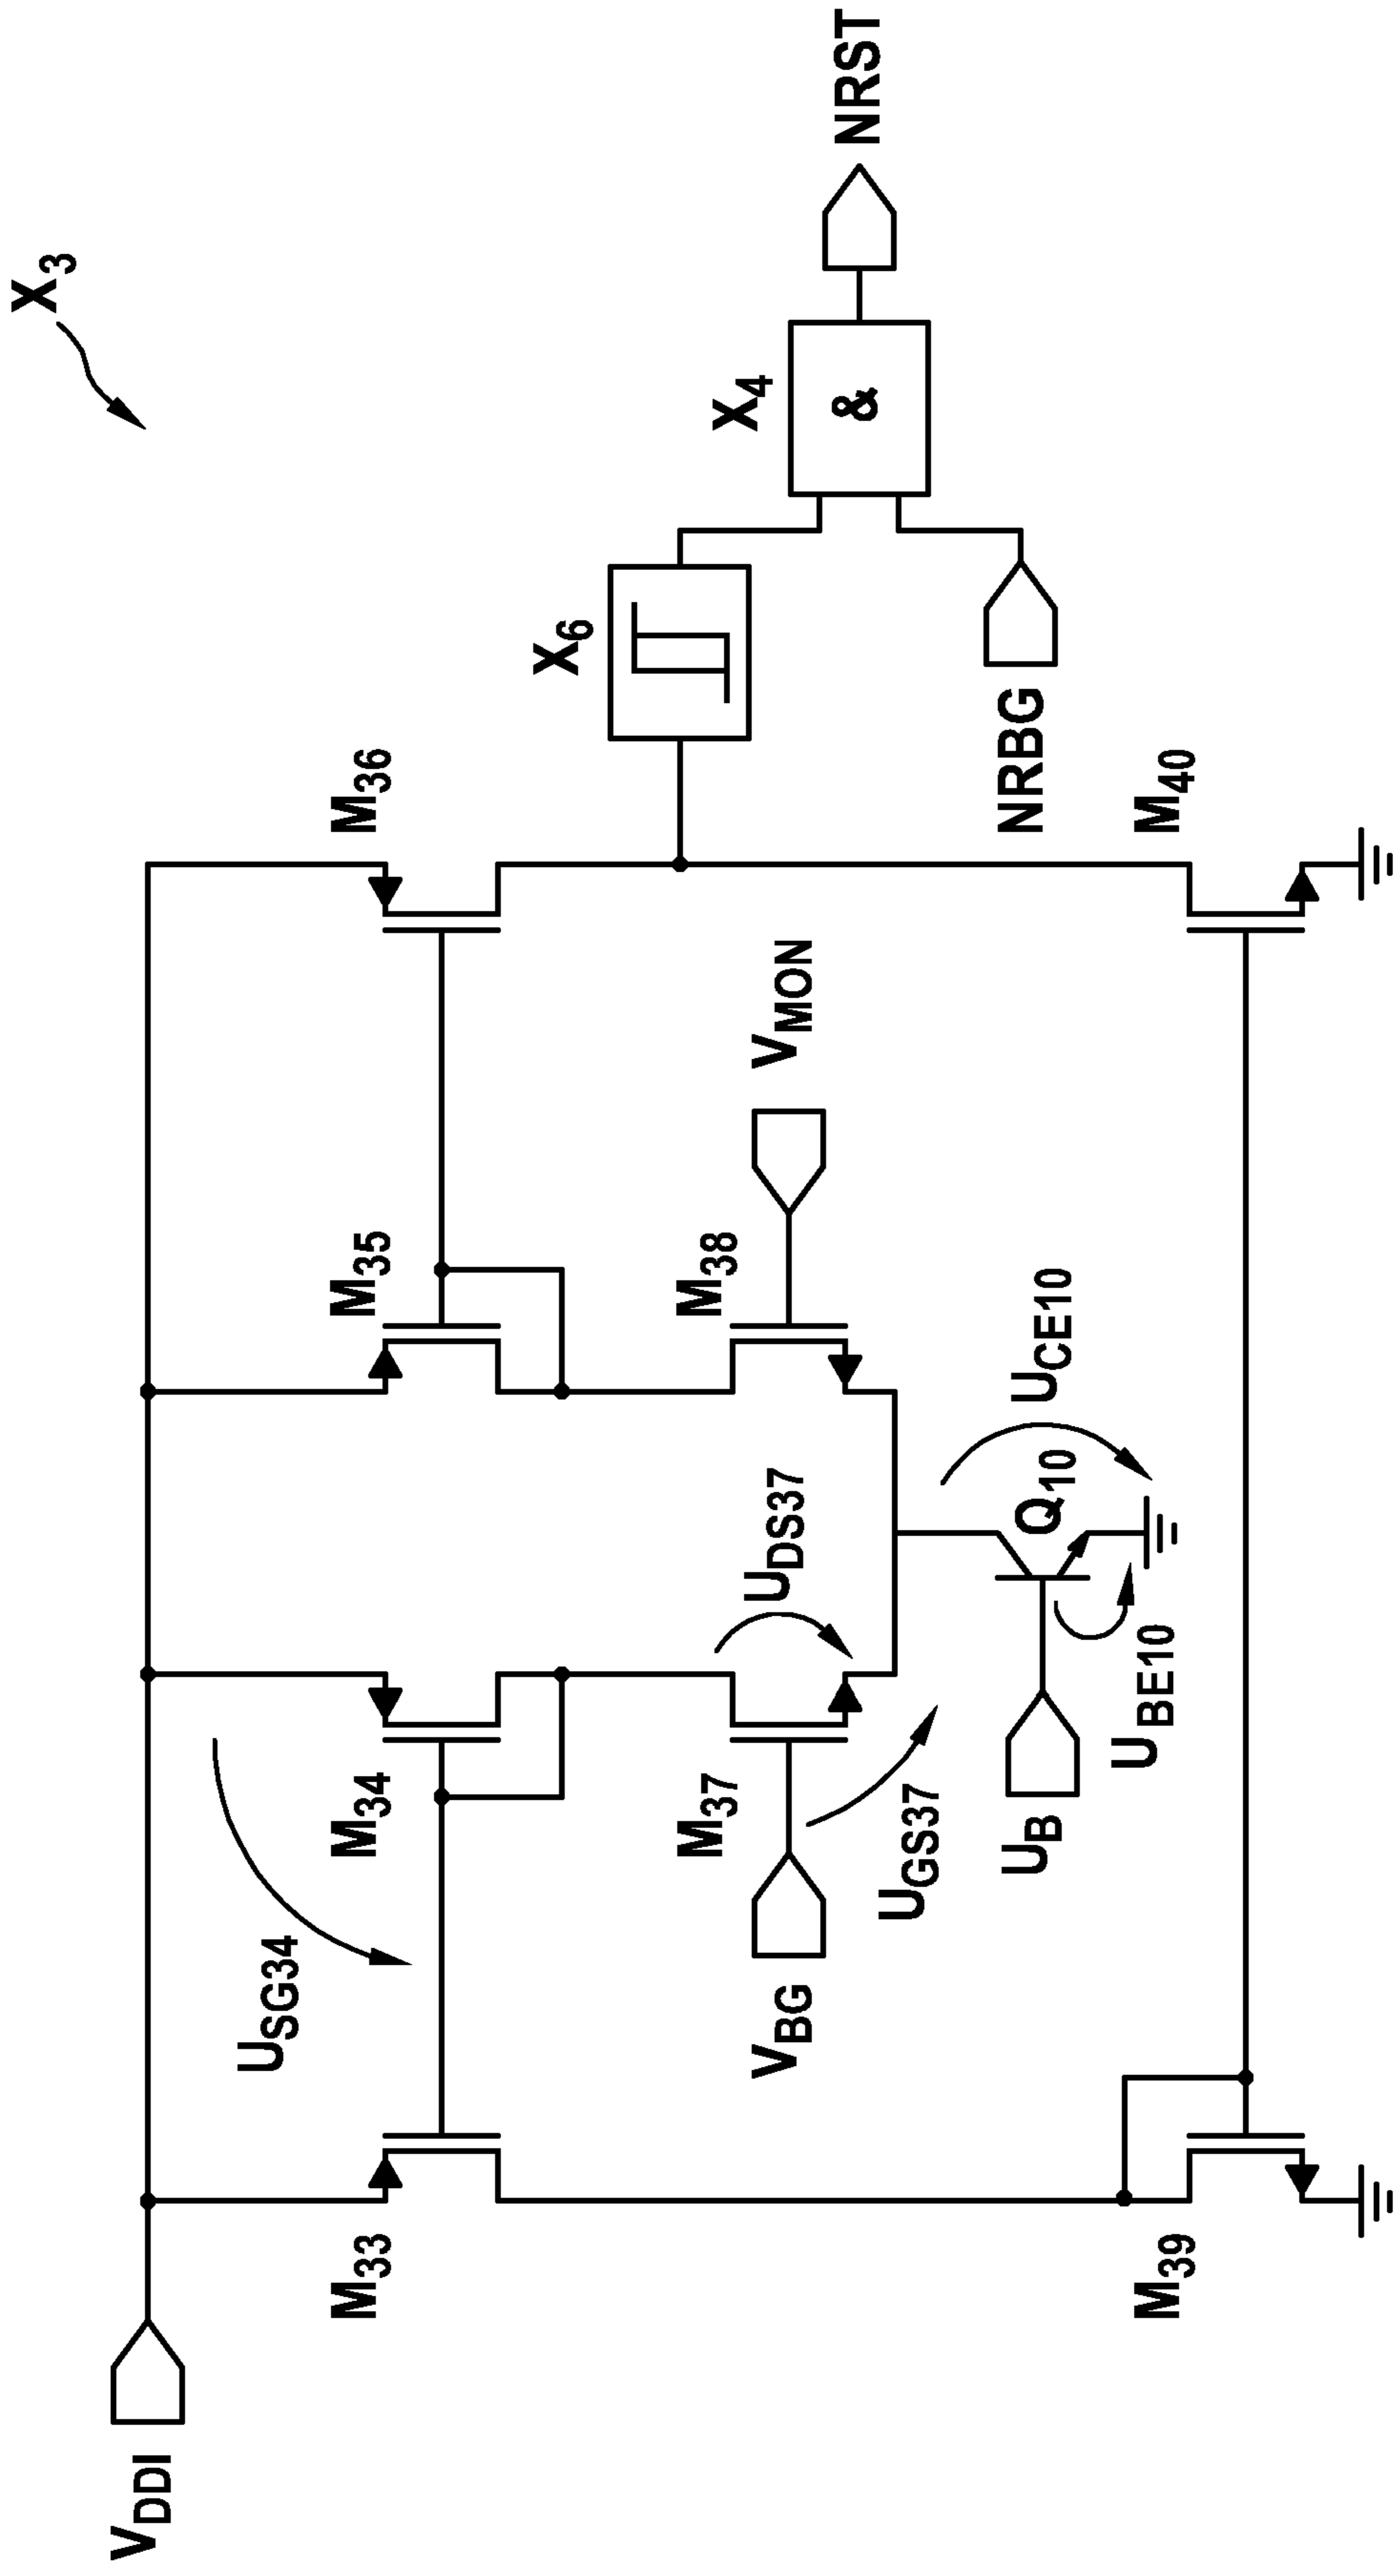 X3
VDDI
M33
USG34
M34
M35
M36
M37
UDS37
M38
VMON
VBG
UGS37
X6
X4
&
NRST
NRBG
UB
UBE10
Q10
UCE10
M39
M40